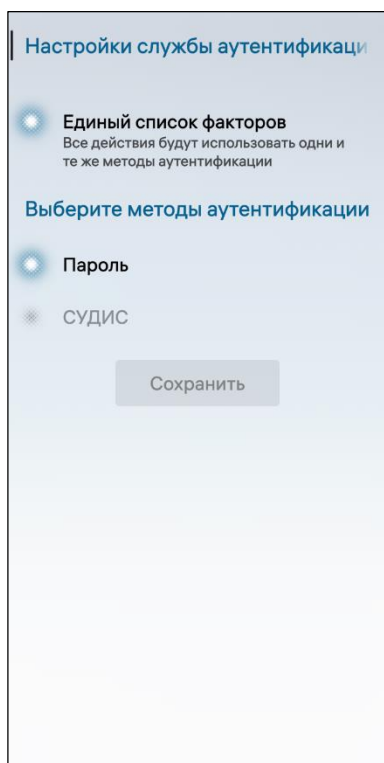 Настройки службы аутентификаци
Единый список факторов
Все действия будут использовать одни и
те же методы аутентификации
Выберите методы аутентификации
Пароль
СУДИС
Сохранить